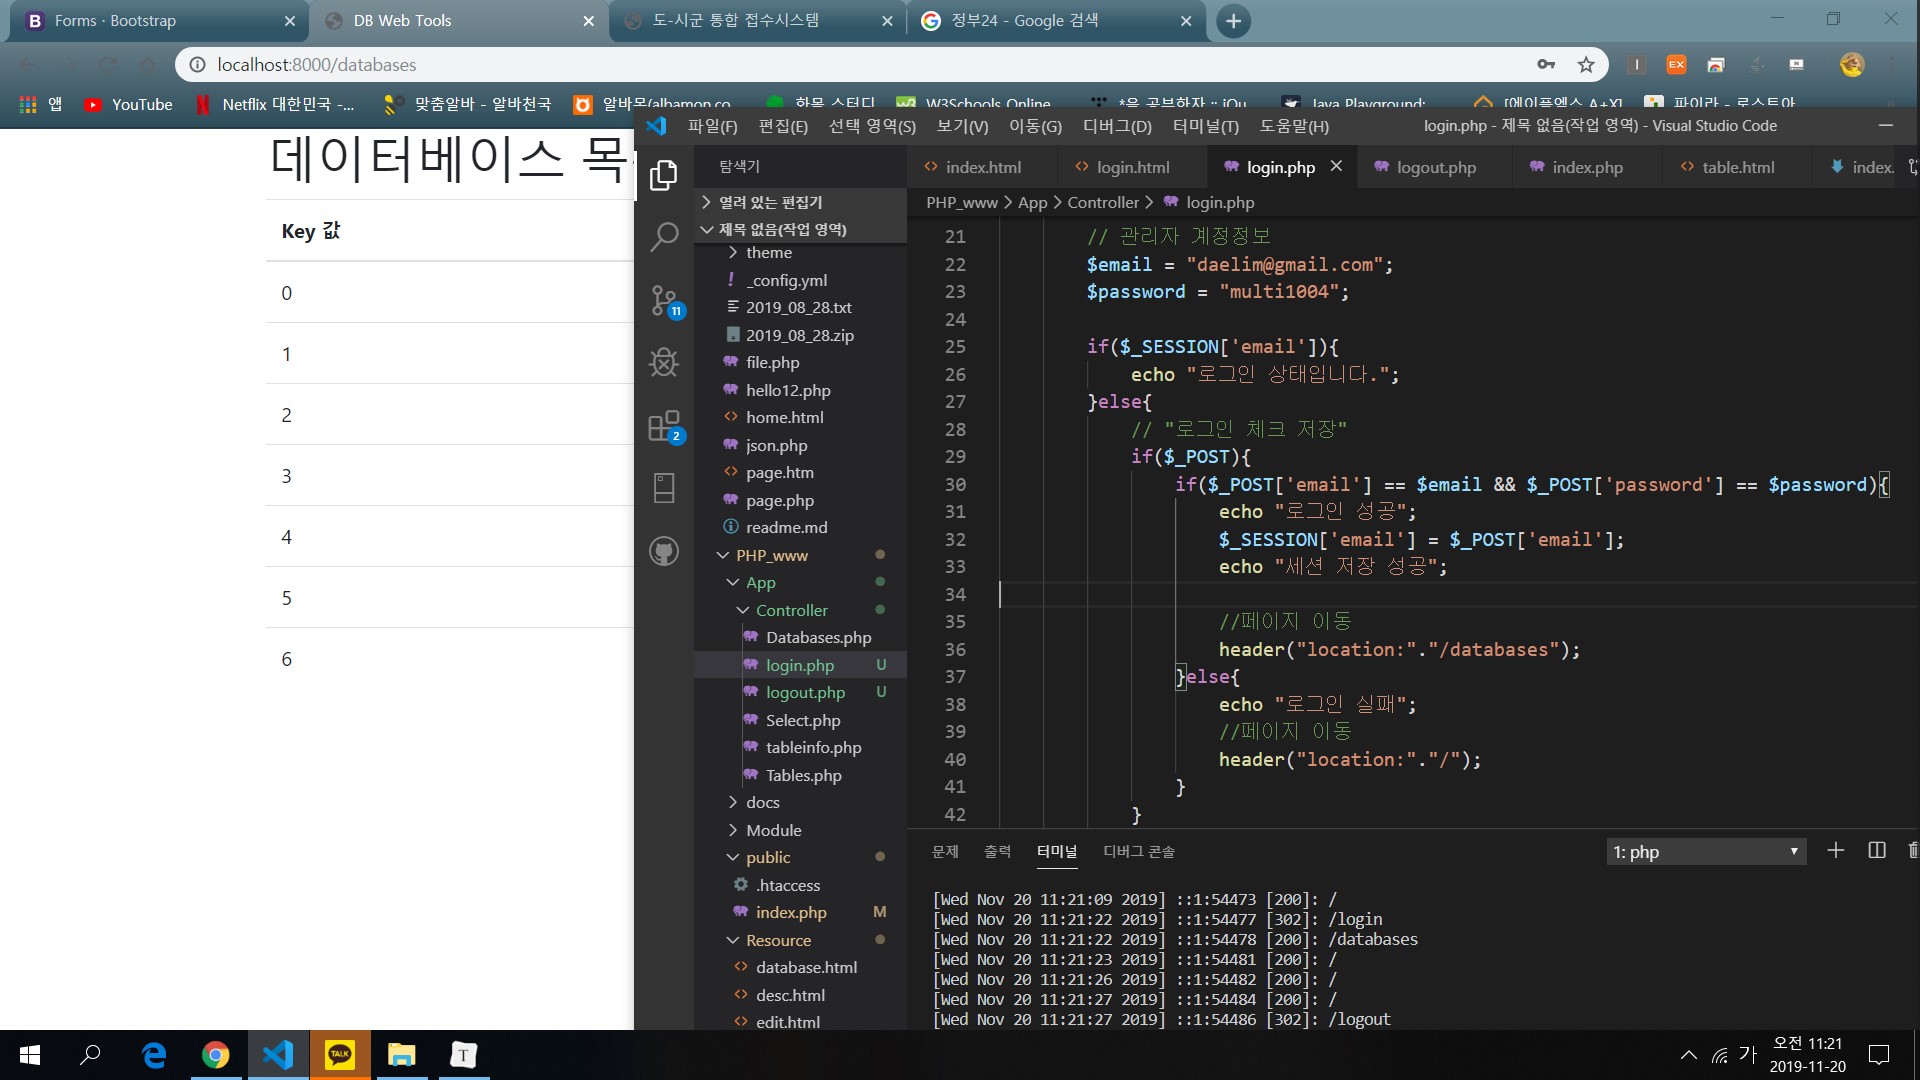 Forms · Bootstrap
DB Web Tools
도-시군 통합 접수시스템
정부24 - Google 검색
localhost:8000/databases
앱
YouTube
Netflix 대한민국 -...
맞춤알바 - 알바천국
알바몬(albamon.co
화목 스터디
W3Schools Online
*을 공부하자 :: jQu
Java Playground:
[에이플엑스 A+X]
파이라 - 로스트아
데이터베이스 목
Key 값
0
1
2
3
4
5
6
파일(F) 편집(E) 선택 영역(S) 보기(V) 이동(G) 디버그(D) 터미널(T) 도움말(H)
login.php - 제목 없음(작업 영역) - Visual Studio Code
탐색기
열려 있는 편집기
제목 없음(작업 영역)
theme
_config.yml
2019_08_28.txt
2019_08_28.zip
file.php
hello12.php
home.html
json.php
page.htm
page.php
readme.md
PHP_www
App
Controller
Databases.php
login.php U
logout.php U
Select.php
tableinfo.php
Tables.php
docs
Module
public
.htaccess
index.php M
Resource
database.html
desc.html
edit.html
11
2
index.html
login.html
login.php
logout.php
index.php
table.html
index.
PHP_www > App > Controller > login.php
21 // 관리자 계정정보
22 $email = "daelim@gmail.com";
23 $password = "multi1004";
24
25 if($_SESSION['email']){
26 echo "로그인 상태입니다.";
27 }else{
28 // "로그인 체크 저장"
29 if($_POST){
30 if($_POST['email'] == $email && $_POST['password'] == $password){
31 echo "로그인 성공";
32 $_SESSION['email'] = $_POST['email'];
33 echo "세션 저장 성공";
34
35 //페이지 이동
36 header("location:"."/databases");
37 }else{
38 echo "로그인 실패";
39 //페이지 이동
40 header("location:"."/");
41 }
42 }
문제 출력 터미널 디버그 콘솔
1: php
[Wed Nov 20 11:21:09 2019] ::1:54473 [200]: /
[Wed Nov 20 11:21:22 2019] ::1:54477 [302]: /login
[Wed Nov 20 11:21:22 2019] ::1:54478 [200]: /databases
[Wed Nov 20 11:21:23 2019] ::1:54481 [200]: /
[Wed Nov 20 11:21:26 2019] ::1:54482 [200]: /
[Wed Nov 20 11:21:27 2019] ::1:54484 [200]: /
[Wed Nov 20 11:21:27 2019] ::1:54486 [302]: /logout
TALK
T
가
오전 11:21
2019-11-20